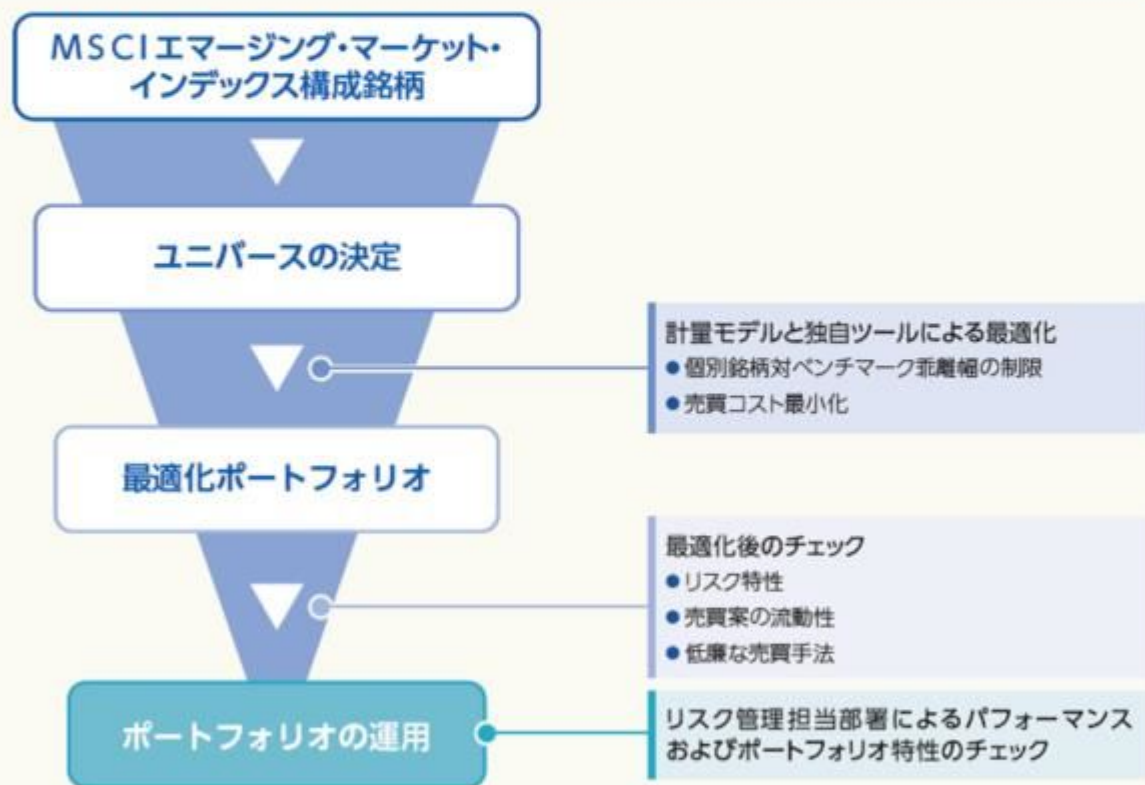 MSCIエマージング・マーケット・
インデックス構成銘柄
ユニバースの決定
計量モデルと独自ツールによる最適化
●個別銘柄対ベンチマーク乖離幅の制限
●売買コスト最小化
最適化ポートフォリオ
最適化後のチェック
●リスク特性
●売買案の流動性
●低廉な売買手法
ポートフォリオの運用
リスク管理担当部署によるパフォーマンス
およびポートフォリオ特性のチェック